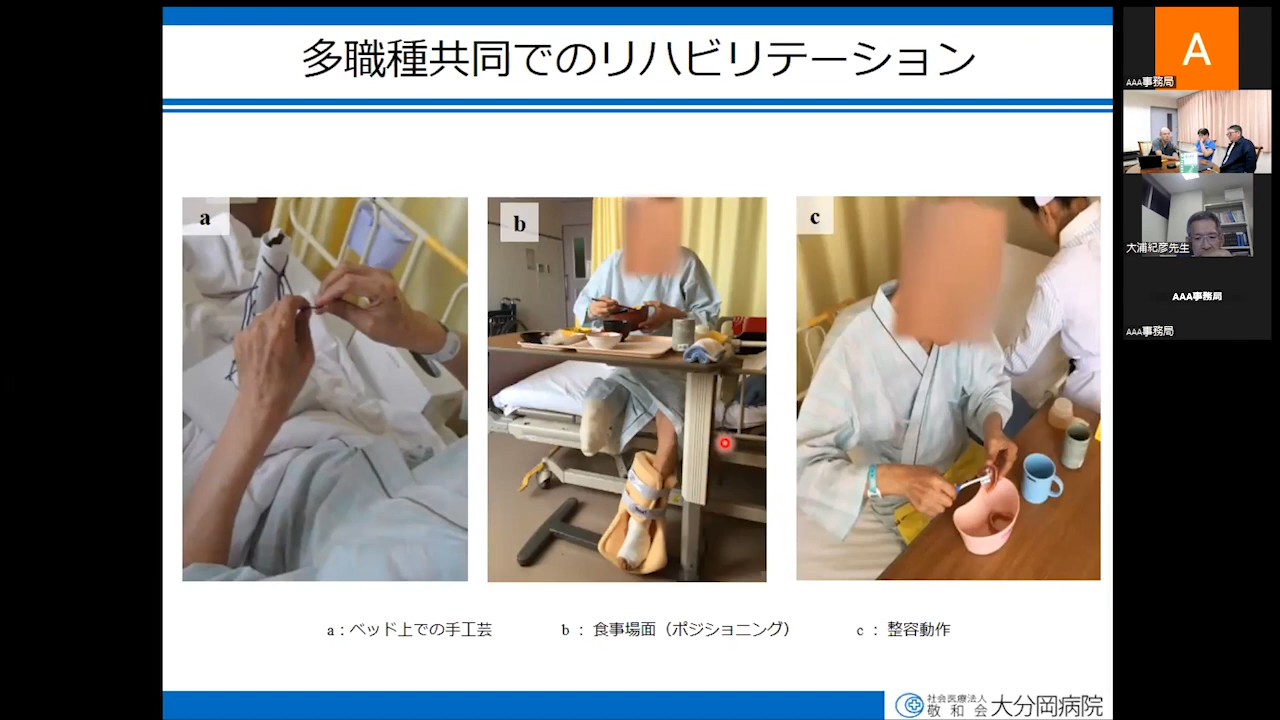 多職種共同でのリハビリテーション
a
b
c
a：ベッド上での手工芸
b ： 食事場面（ポジショニング）
c ： 整容動作
社会医療法人
敬和会
大分岡病院
A
AAA事務局
大浦紀彦先生
AAA事務局
AAA事務局